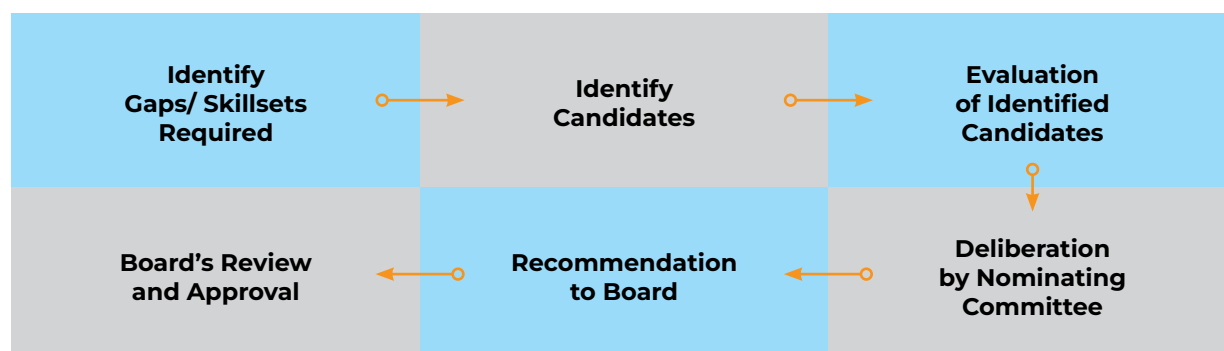 Identify
Gaps/ Skillsets
Required
Identify
Candidates
Evaluation
of Identified
Candidates
Deliberation
by Nominating
Committee
Recommendation
to Board
Board’s Review
and Approval